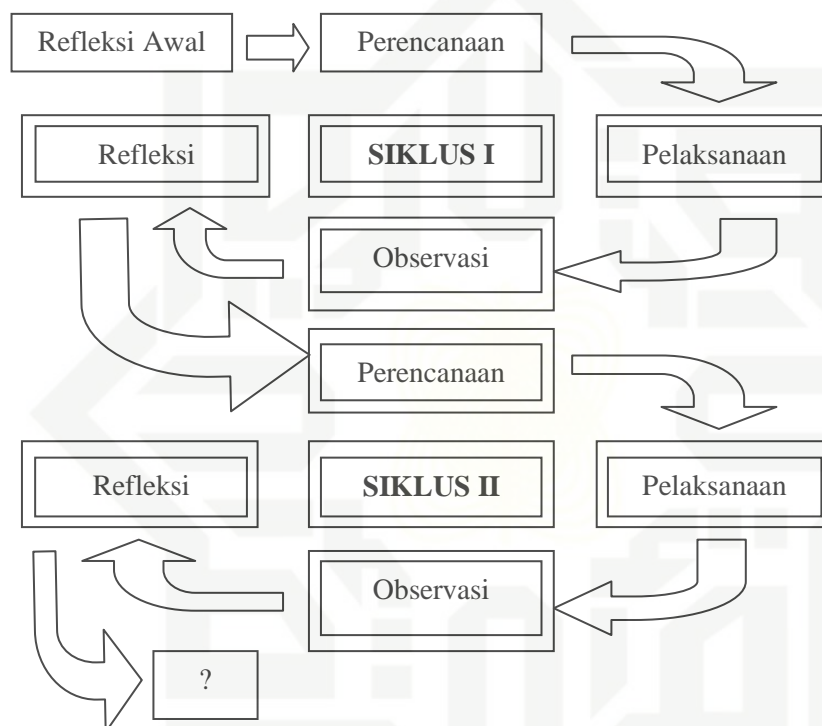 Refleksi Awal
Perencanaan
Refleksi
SIKLUS I
Pelaksanaan
Observasi
Perencanaan
Refleksi
SIKLUS II
Pelaksanaan
Observasi
?